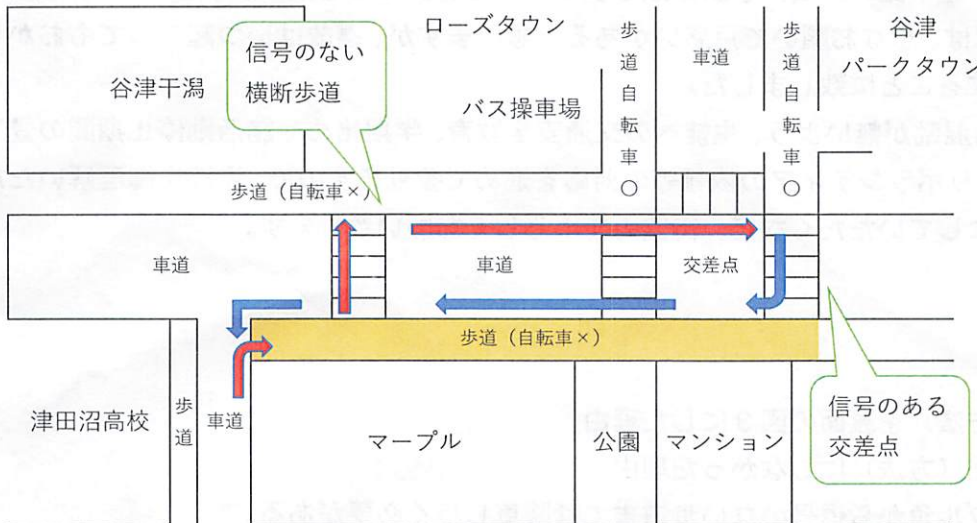 谷津干潟
信号のない
横断歩道
ローズタウン
バス操車場
歩道自転車○
車道
歩道自転車○
谷津
パークタウン
歩道（自転車×）
車道
車道
交差点
歩道（自転車×）
津田沼高校
歩道
車道
マープル
公園
マンション
信号のある
交差点